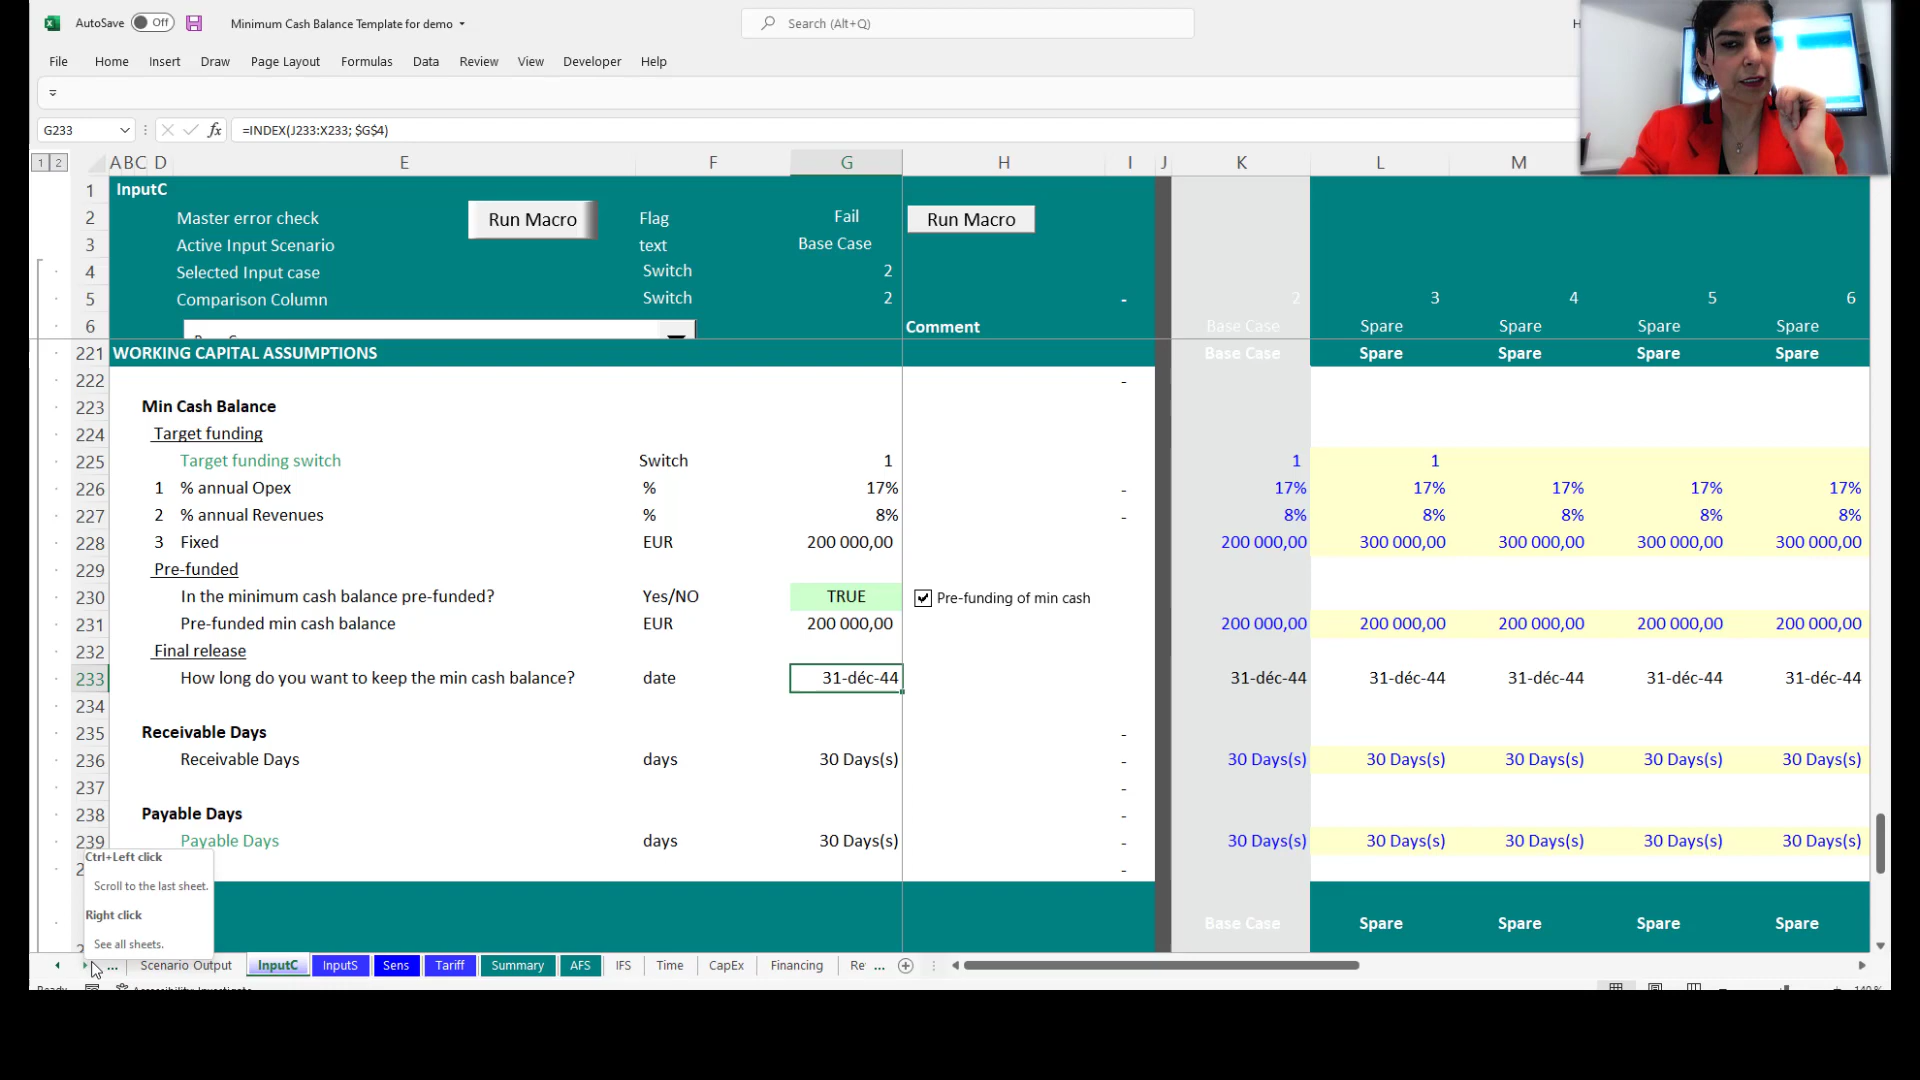 AutoSave Off Minimum Cash Balance Template for demo Search (Alt+Q) H
File Home Insert Draw Page Layout Formulas Data Review View Developer Help
G233 fx =INDEX(J233:X233; $G$4)
1 2 A B C D E F G H I J K L M
1 InputC
2 Master error check Run Macro Flag Fail Run Macro
3 Active Input Scenario text Base Case
4 Selected Input case Switch 2
5 Comparison Column Switch 2 - 2 3 4 5 6
6 Comment Base Case Spare Spare Spare Spare
221 WORKING CAPITAL ASSUMPTIONS Base Case Spare Spare Spare Spare
222 -
223 Min Cash Balance
224 Target funding
225 Target funding switch Switch 1 1 1
226 1 % annual Opex % 17% - 17% 17% 17% 17% 17%
227 2 % annual Revenues % 8% - 8% 8% 8% 8% 8%
228 3 Fixed EUR 200 000,00 200 000,00 300 000,00 300 000,00 300 000,00 300 000,00
229 Pre-funded
230 In the minimum cash balance pre-funded? Yes/NO TRUE Pre-funding of min cash
231 Pre-funded min cash balance EUR 200 000,00 200 000,00 200 000,00 200 000,00 200 000,00 200 000,00
232 Final release
233 How long do you want to keep the min cash balance? date 31-déc-44 31-déc-44 31-déc-44 31-déc-44 31-déc-44 31-déc-44
234
235 Receivable Days -
236 Receivable Days days 30 Days(s) - 30 Days(s) 30 Days(s) 30 Days(s) 30 Days(s) 30 Days(s)
237 -
238 Payable Days -
239 Payable Days days 30 Days(s) - 30 Days(s) 30 Days(s) 30 Days(s) 30 Days(s) 30 Days(s)
Ctrl+Left click -
Scroll to the last sheet.
Right click
Base Case Spare Spare Spare Spare
See all sheets.
... Scenario Output InputC InputS Sens Tariff Summary AFS IFS Time CapEx Financing Re ...